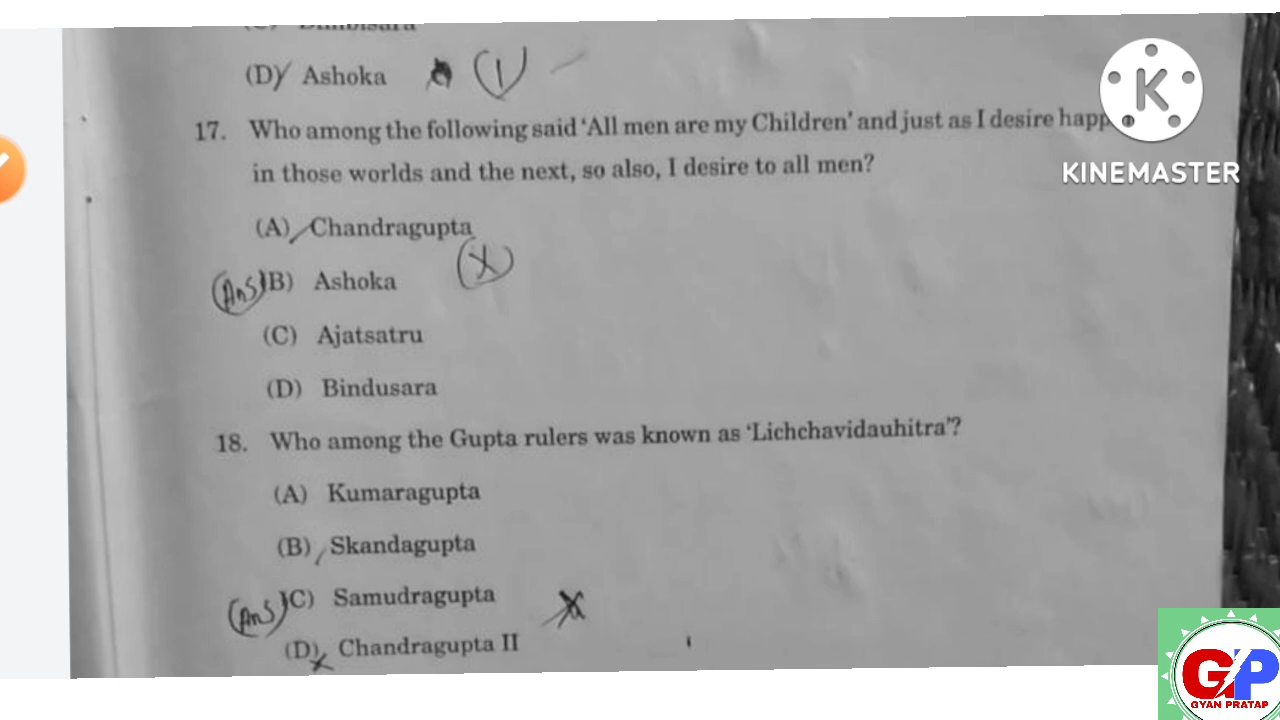 (D) Ashoka (1)
17. Who among the following said 'All men are my Children' and just as I desire happ
in those worlds and the next, so also, I desire to all men?
(A) Chandragupta
(Ans) B) Ashoka (X)
(C) Ajatsatru
(D) Bindusara
18. Who among the Gupta rulers was known as 'Lichchavidauhitra'?
(A) Kumaragupta
(B) Skandagupta
(Ans) C) Samudragupta X
(D) Chandragupta II
K
KINEMASTER
GP
GYAN PRATAP